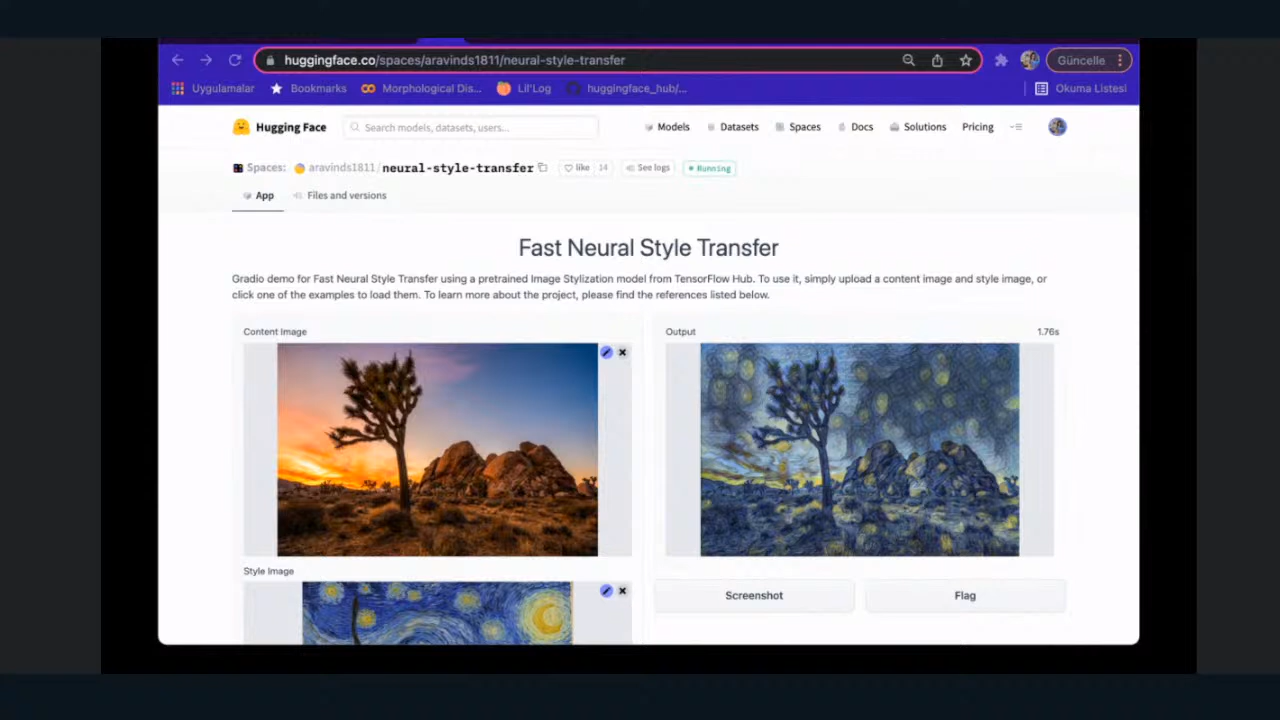 huggingface.co/spaces/aravinds1811/neural-style-transfer
Güncelle
Uygulamalar Bookmarks Morphological Dis... Lil'Log huggingface_hub/... Okuma Listesi
Hugging Face Search models, datasets, users... Models Datasets Spaces Docs Solutions Pricing
Spaces: aravinds1811/neural-style-transfer like 14 See logs Running
App Files and versions
Fast Neural Style Transfer
Gradio demo for Fast Neural Style Transfer using a pretrained Image Stylization model from TensorFlow Hub. To use it, simply upload a content image and style image, or
click one of the examples to load them. To learn more about the project, please find the references listed below.
Content Image
Output 1.76s
Style Image
Screenshot Flag